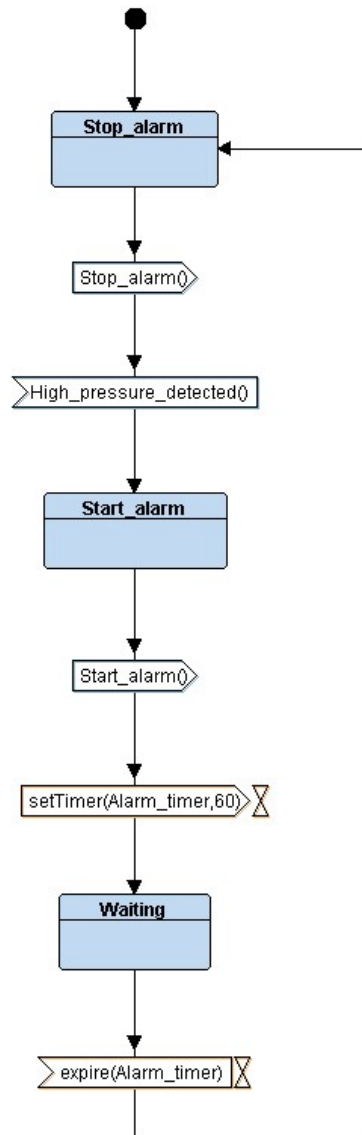 Stop_alarm
Stop_alarm()
High_pressure_detected()
Start_alarm
Start_alarm()
setTimer(Alarm_timer,60)
Waiting
expire(Alarm_timer)